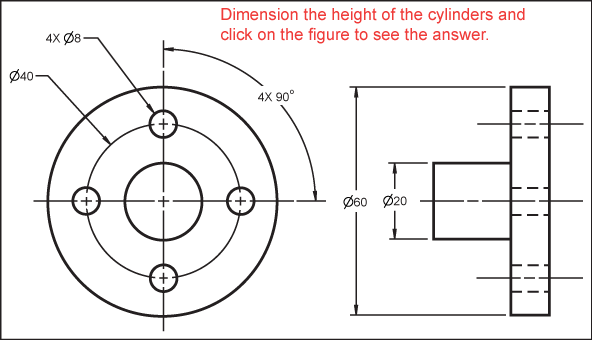 Dimension the height of the cylinders and
click on the figure to see the answer.
4X Ø8
Ø40
4X 90°
Ø60
Ø20